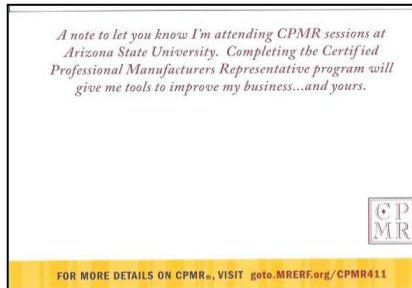 A note to let you know I'm attending CPMR sessions at
Arizona State University. Completing the Certified
Professional Manufacturers Representative program will
give me tools to improve my business...and yours.
CP
MR
FOR MORE DETAILS ON CPMR®, VISIT goto.MRERF.org/CPMR411